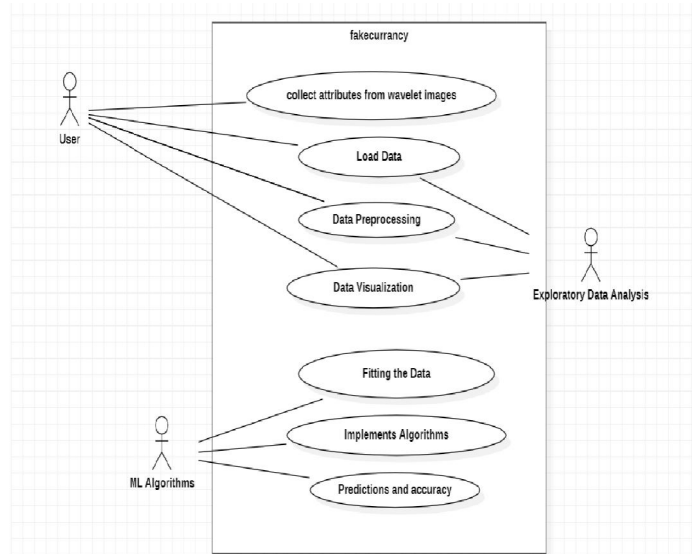 fakecurrancy
collect attributes from wavelet images
User
Load Data
Data Preprocessing
Data Visualization
Exploratory Data Analysis
Fitting the Data
Implements Algorithms
ML Algorithms
Predictions and accuracy